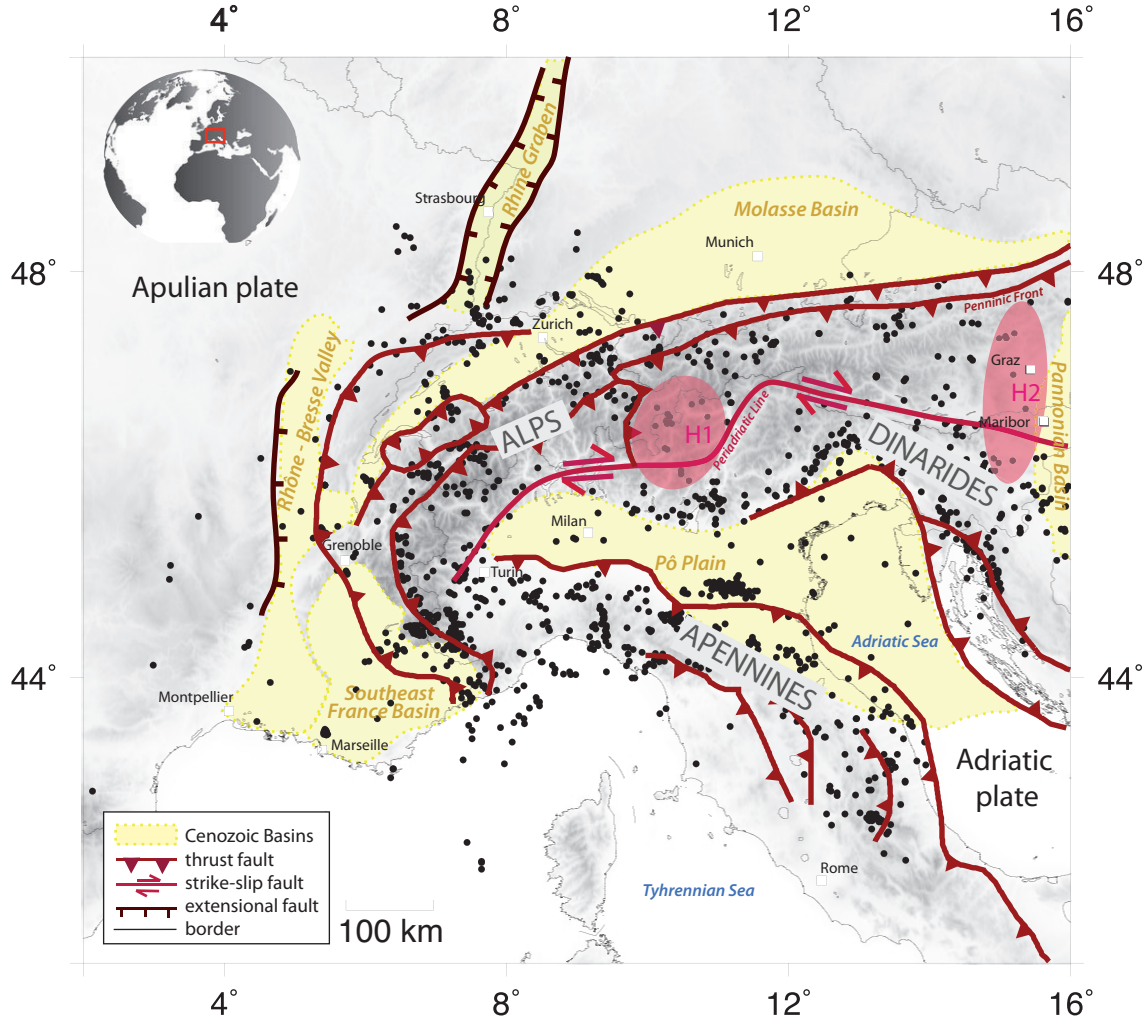 4°
8°
12°
16°
Strasbourg
Rhine Graben
Molasse Basin
Munich
48°
48°
Apulian plate
Penninic Front
Zurich
Rhône - Bresse Valley
Graz
H2
Maribor
Pannonian Basin
H1
Periadriatic Line
ALPS
DINARIDES
Milan
Grenoble
Pô Plain
Turin
Adriatic Sea
APENNINES
44°
44°
Montpellier
Southeast
France Basin
Marseille
Adriatic
plate
Cenozoic Basins
thrust fault
strike-slip fault
extensional fault
border
100 km
Rome
Tyhrennian Sea
4°
8°
12°
16°